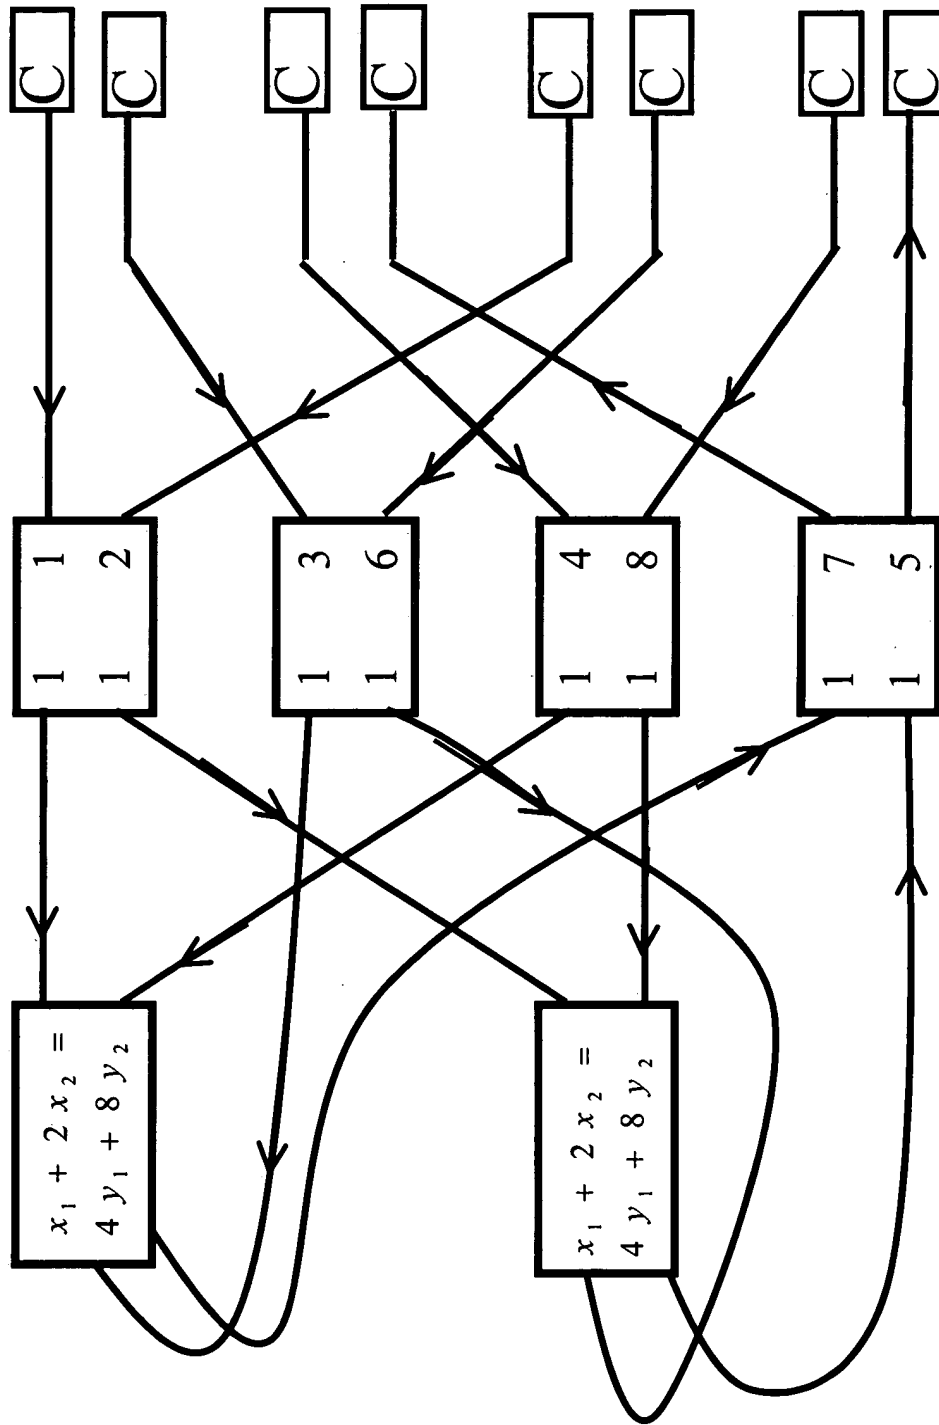 x₁ + 2 x₂ =
4 y₁ + 8 y₂
x₁ + 2 x₂ =
4 y₁ + 8 y₂
1 1
1 2
1 3
1 6
1 4
1 8
1 7
1 5
C
C
C
C
C
C
C
C